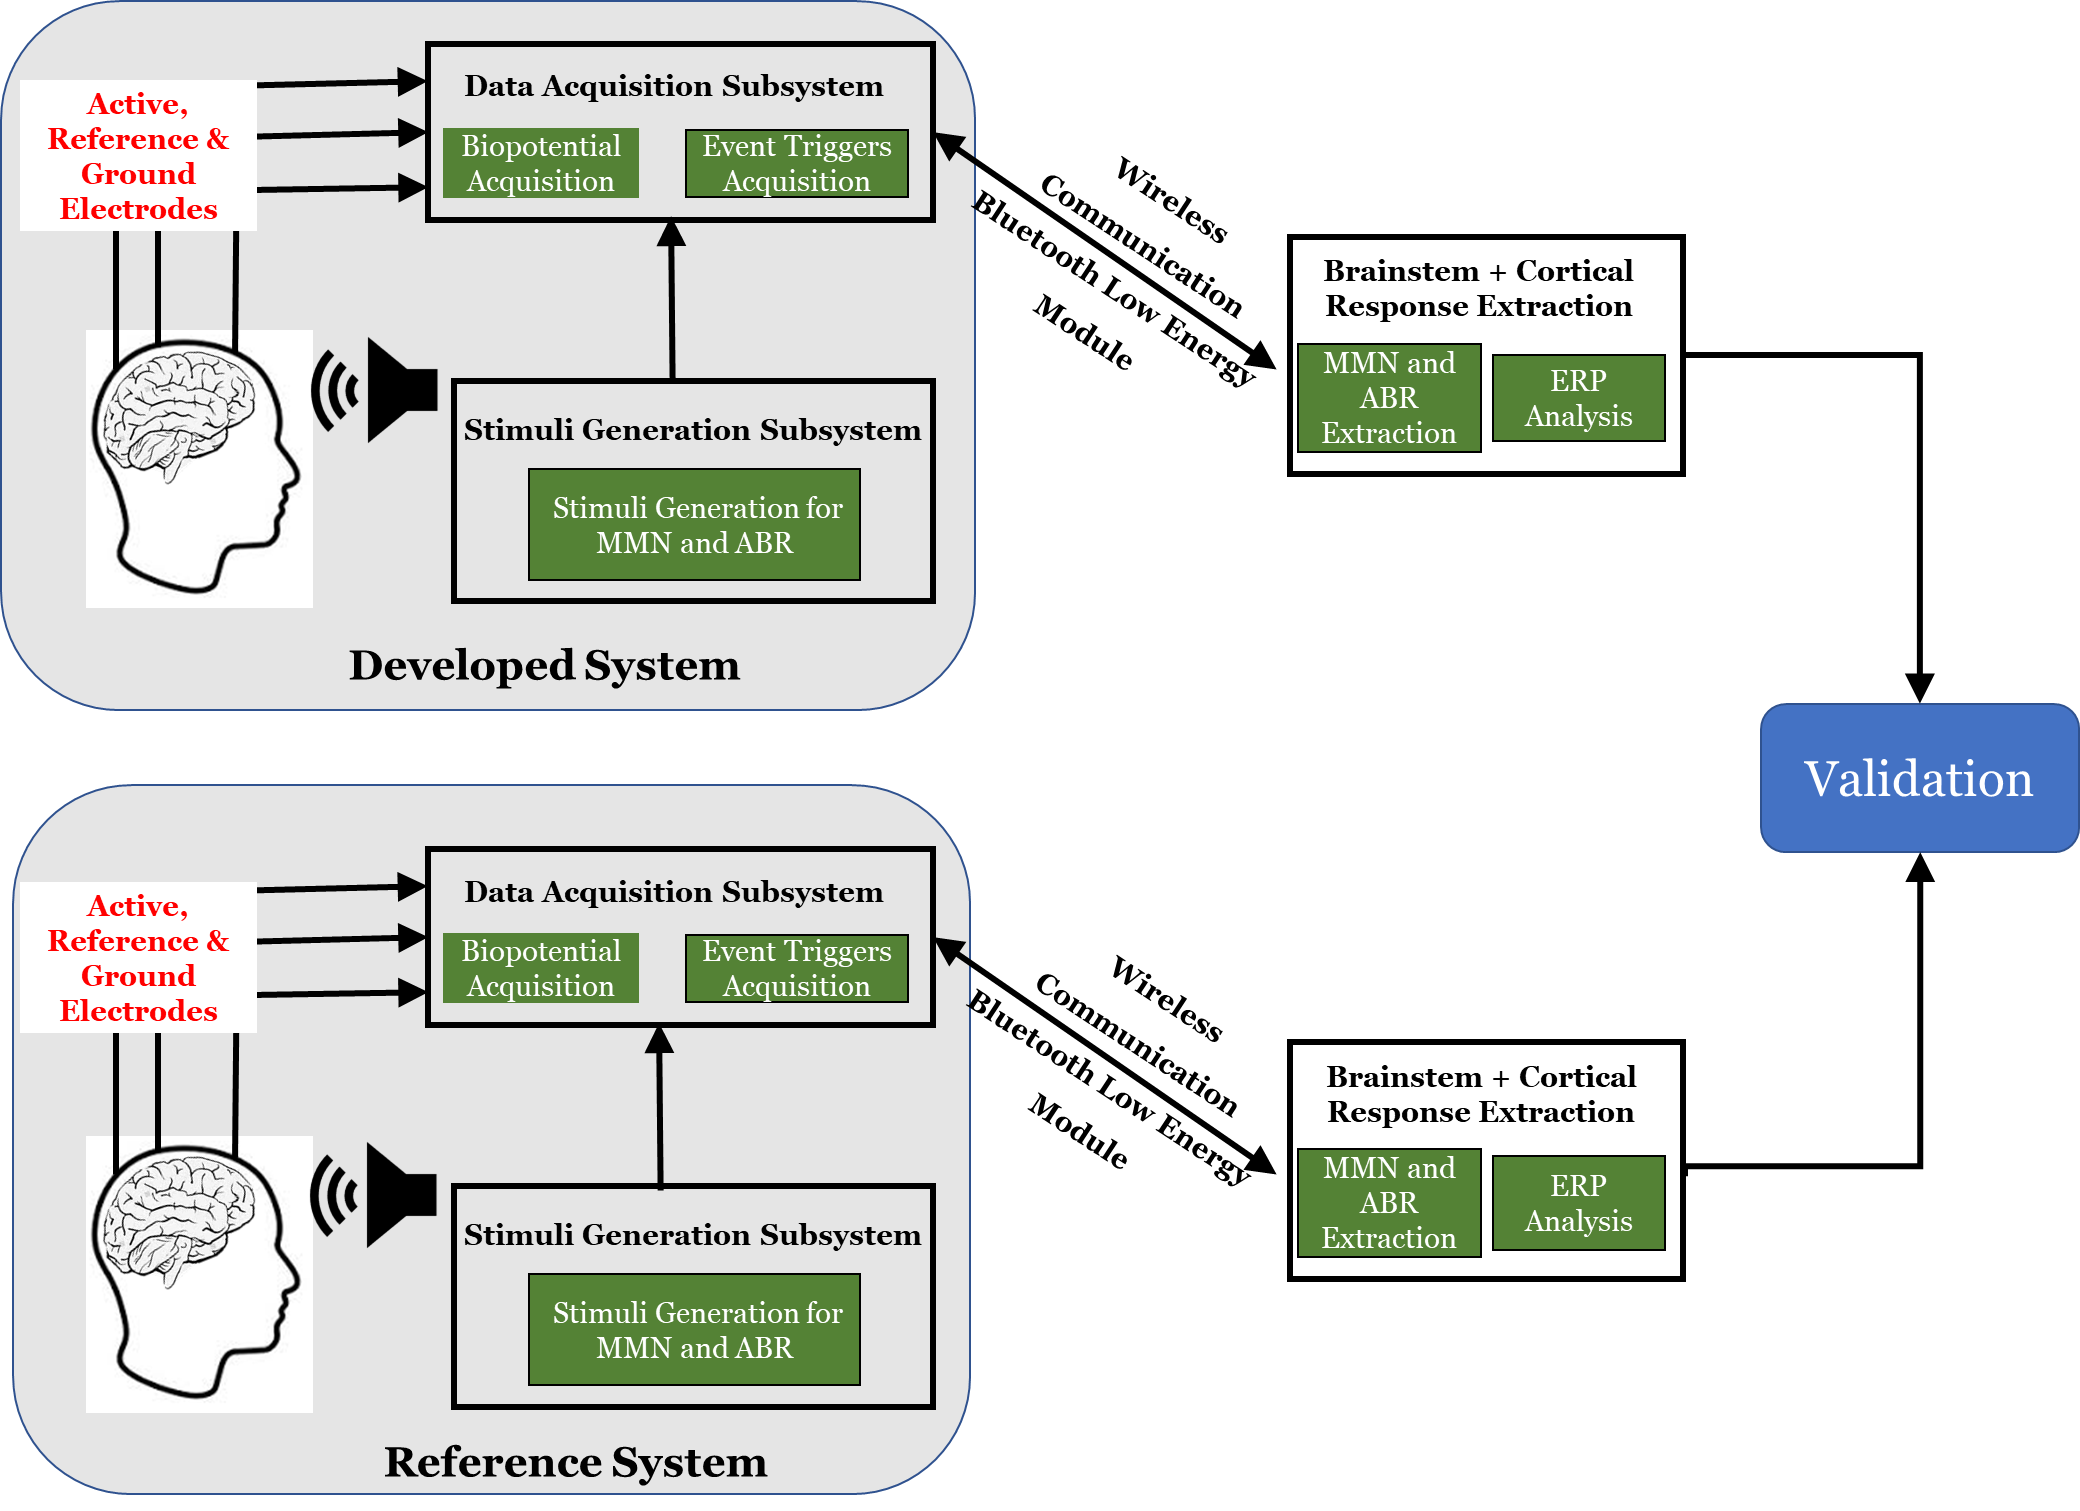 Active,
Reference &
Ground
Electrodes
Data Acquisition Subsystem
Biopotential
Acquisition
Event Triggers
Acquisition
Stimuli Generation Subsystem
Stimuli Generation for
MMN and ABR
Developed System
Wireless
Communication
Bluetooth Low Energy
Module
Brainstem + Cortical
Response Extraction
MMN and
ABR
Extraction
ERP
Analysis
Validation
Active,
Reference &
Ground
Electrodes
Data Acquisition Subsystem
Biopotential
Acquisition
Event Triggers
Acquisition
Stimuli Generation Subsystem
Stimuli Generation for
MMN and ABR
Reference System
Wireless
Communication
Bluetooth Low Energy
Module
Brainstem + Cortical
Response Extraction
MMN and
ABR
Extraction
ERP
Analysis